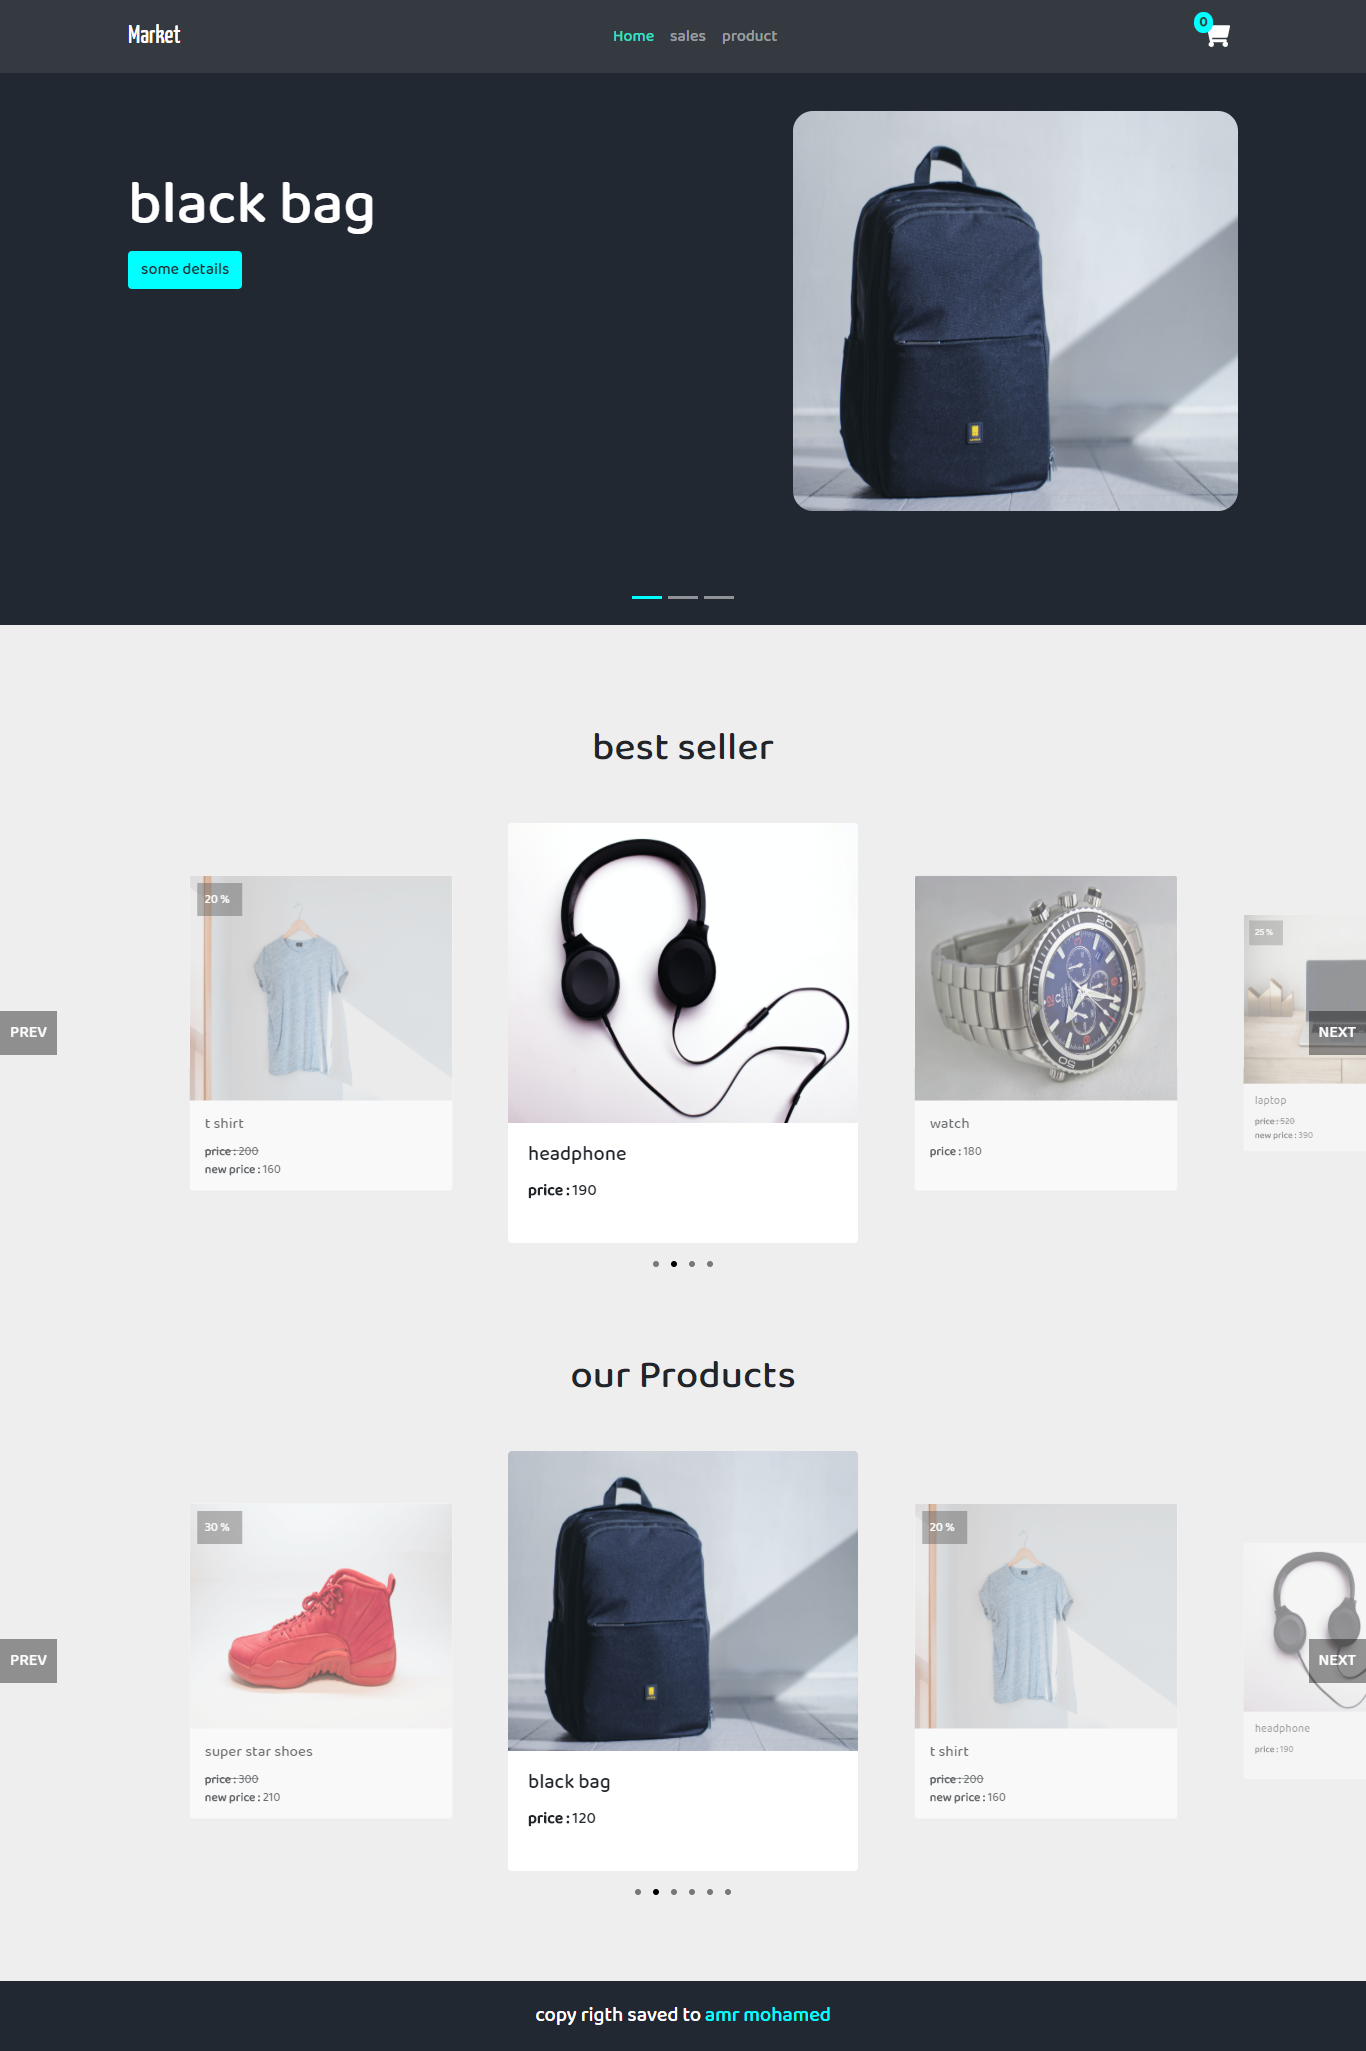 Market
Home sales product
0
black bag
some details
best seller
20 %
t shirt
price : 200
new price : 160
headphone
price : 190
watch
price : 180
25 %
laptop
price : 520
new price : 390
PREV
NEXT
our Products
30 %
super star shoes
price : 300
new price : 210
black bag
price : 120
20 %
t shirt
price : 200
new price : 160
headphone
price : 190
PREV
NEXT
copy rigth saved to amr mohamed